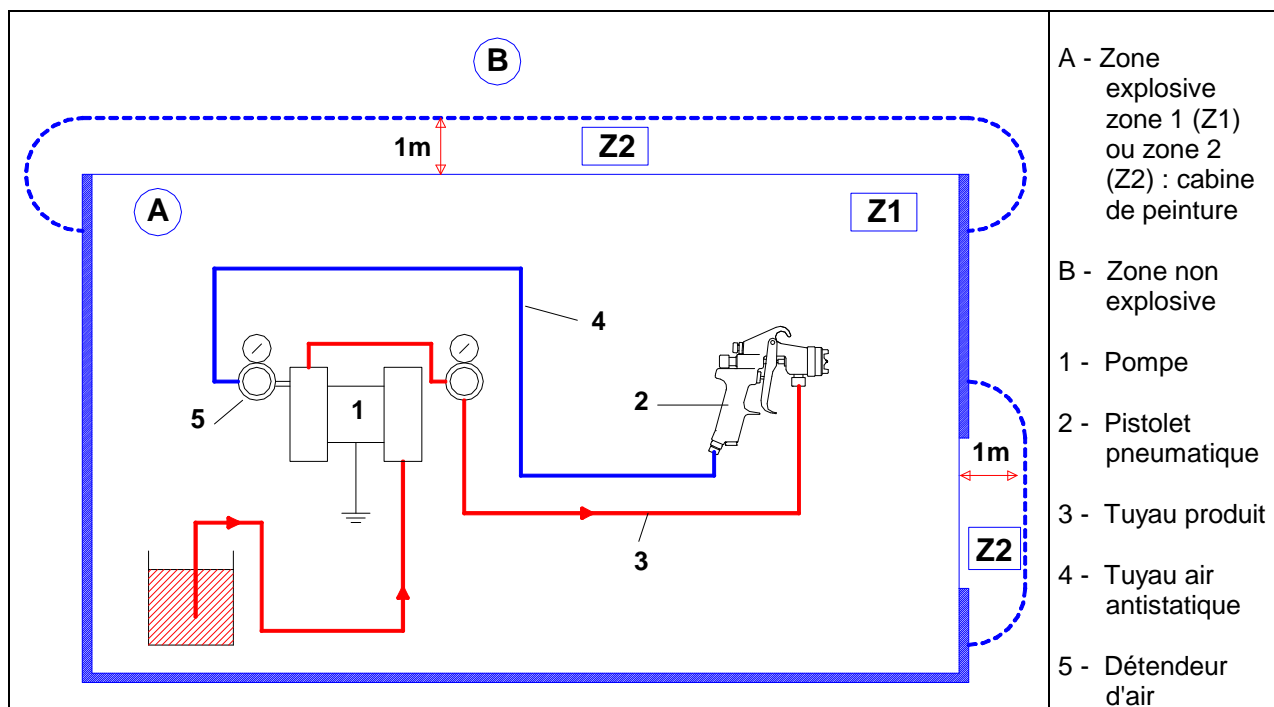 B
1m
Z2
A
Z1
4
5
1
2
1m
3
Z2
A - Zone
explosive
zone 1 (Z1)
ou zone 2
(Z2) : cabine
de peinture
B - Zone non
explosive
1 - Pompe
2 - Pistolet
pneumatique
3 - Tuyau produit
4 - Tuyau air
antistatique
5 - Détendeur
d'air